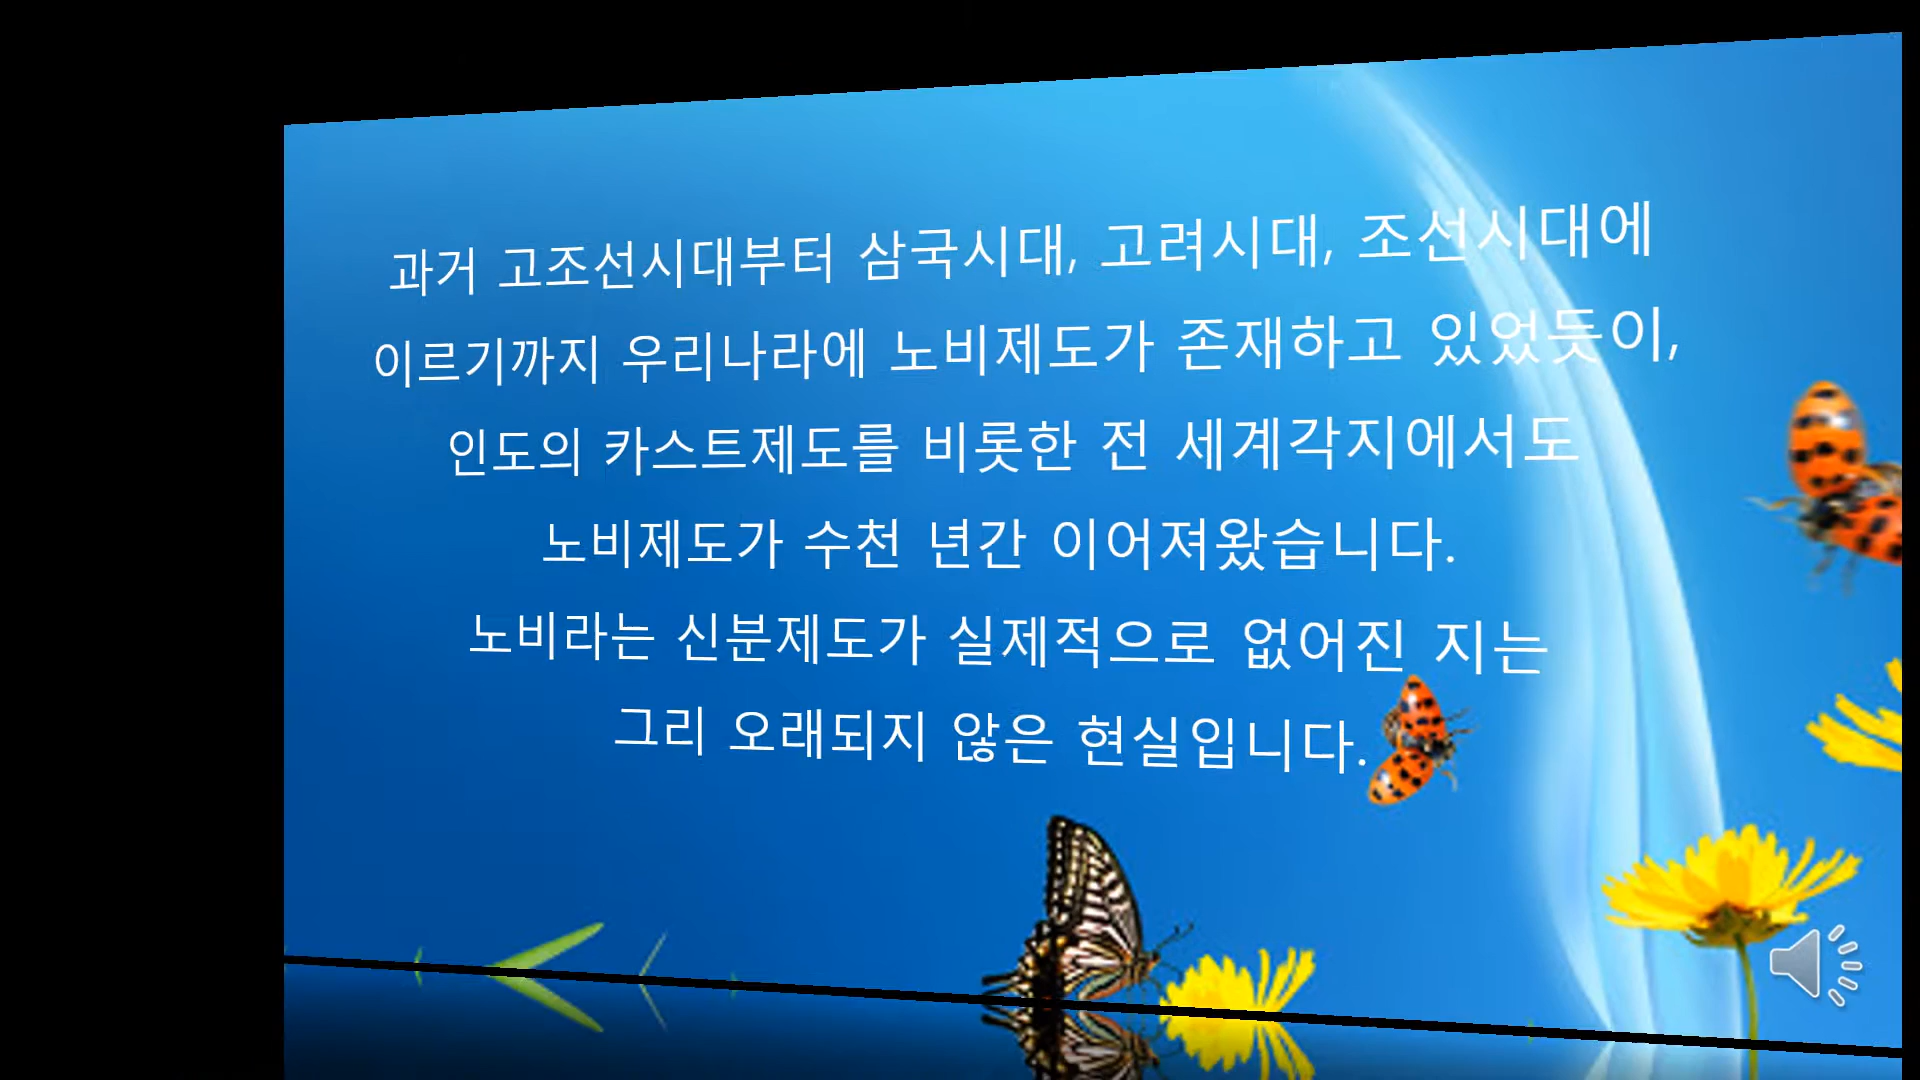 과거 고조선시대부터 삼국시대, 고려시대, 조선시대에
이르기까지 우리나라에 노비제도가 존재하고 있었듯이,
인도의 카스트제도를 비롯한 전 세계각지에서도
노비제도가 수천 년간 이어져왔습니다.
노비라는 신분제도가 실제적으로 없어진 지는
그리 오래되지 않은 현실입니다.